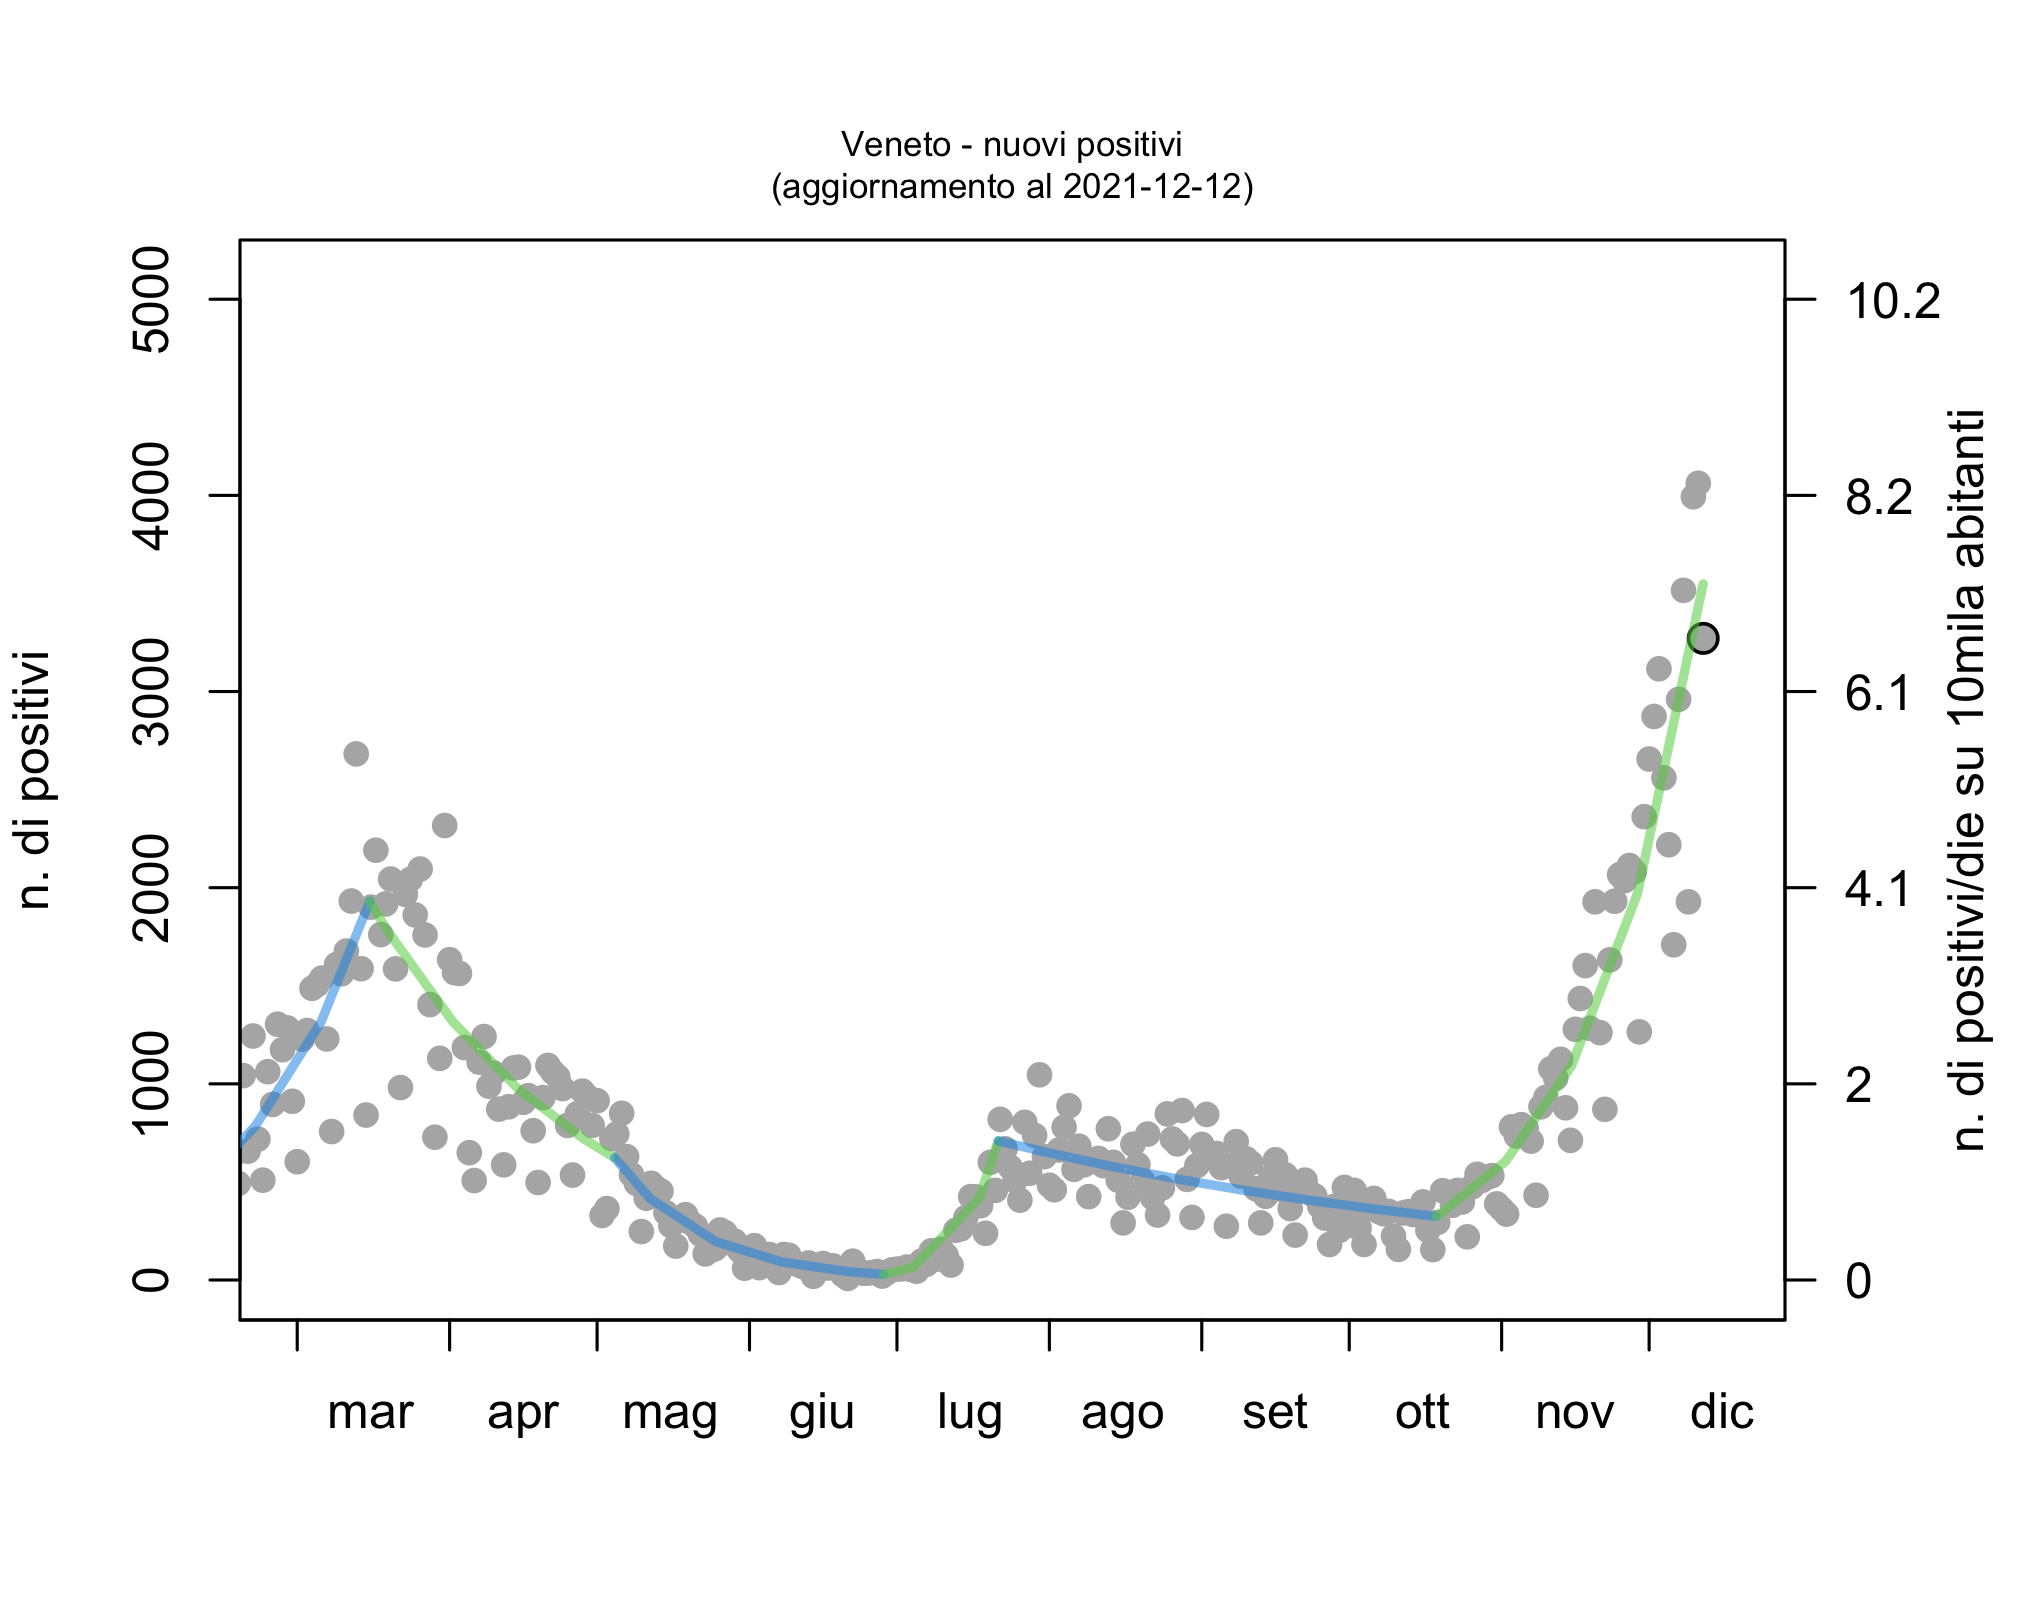 Veneto - nuovi positivi
(aggiornamento al 2021-12-12)
n. di positivi
5000
4000
3000
2000
1000
0
10.2
8.2
6.1
4.1
2
0
n. di positivi/die su 10mila abitanti
mar apr mag giu lug ago set ott nov dic